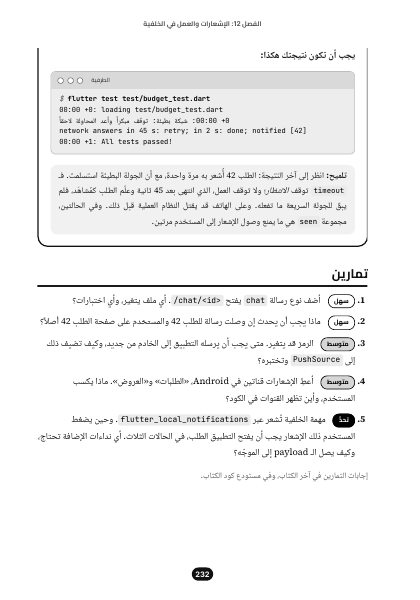 الفصل 12: الإشعارات والعمل في الخلفية
يجب أن تكون نتيجتك هكذا:
الطرفية
$ flutter test test/budget_test.dart
00:00 +0: loading budget_test.dart
00:00 +0: شبكة بطيئة: توقف مبكرًا وأعد المحاولة لاحقًا
network answers in 45 s: retry; in 2 s: done; notified [42]
00:00 +1: All tests passed!
تلميح: انظر إلى آخر النتيجة: الطلب 42 أُشعر به مرة واحدة، مع أن الجولة البطيئة استسلمت. فـ
timeout توقف الانتظار؛ ولا توقف العمل، الذي انتهى بعد 45 ثانية وعلّم الطلب كمُشاهَد، فلم
يبق للجولة السريعة ما تفعله. وفي الهاتف قد يقتل النظام العملية قبل ذلك. وفي الحالتين،
مجموعة seen هي ما يمنع وصول الإشعار إلى المستخدم مرتين.
تمارين
1. سهل أضف نوع رسالة chat يفتح /chat/<id>. أي ملف يتغير، وأي اختبارات؟
2. سهل ماذا يجب أن يحدث إن وصلت رسالة للطلب 42 والمستخدم على صفحة الطلب 42 أصلاً؟
3. متوسط الرمز قد يتغير. متى يجب أن يرسله التطبيق إلى الخادم من جديد، وكيف تضيف ذلك
إلى PushSource وتختبره؟
4. متوسط أعطِ الإشعارات قناتين في Android، «الطلبات» و«العروض». ماذا يكسب
المستخدم، وأين تظهر القنوات في الكود؟
5. تحدّ مهمة الخلفية تُشعر عبر flutter_local_notifications. وحين يضغط
المستخدم ذلك الإشعار يجب أن يفتح التطبيق الطلب، في الحالات الثلاث. أي نداءات الإضافة تحتاج،
وكيف يصل الـ payload إلى الموجّه؟
إجابات التمارين في آخر الكتاب، وفي مستودع كود الكتاب.
232